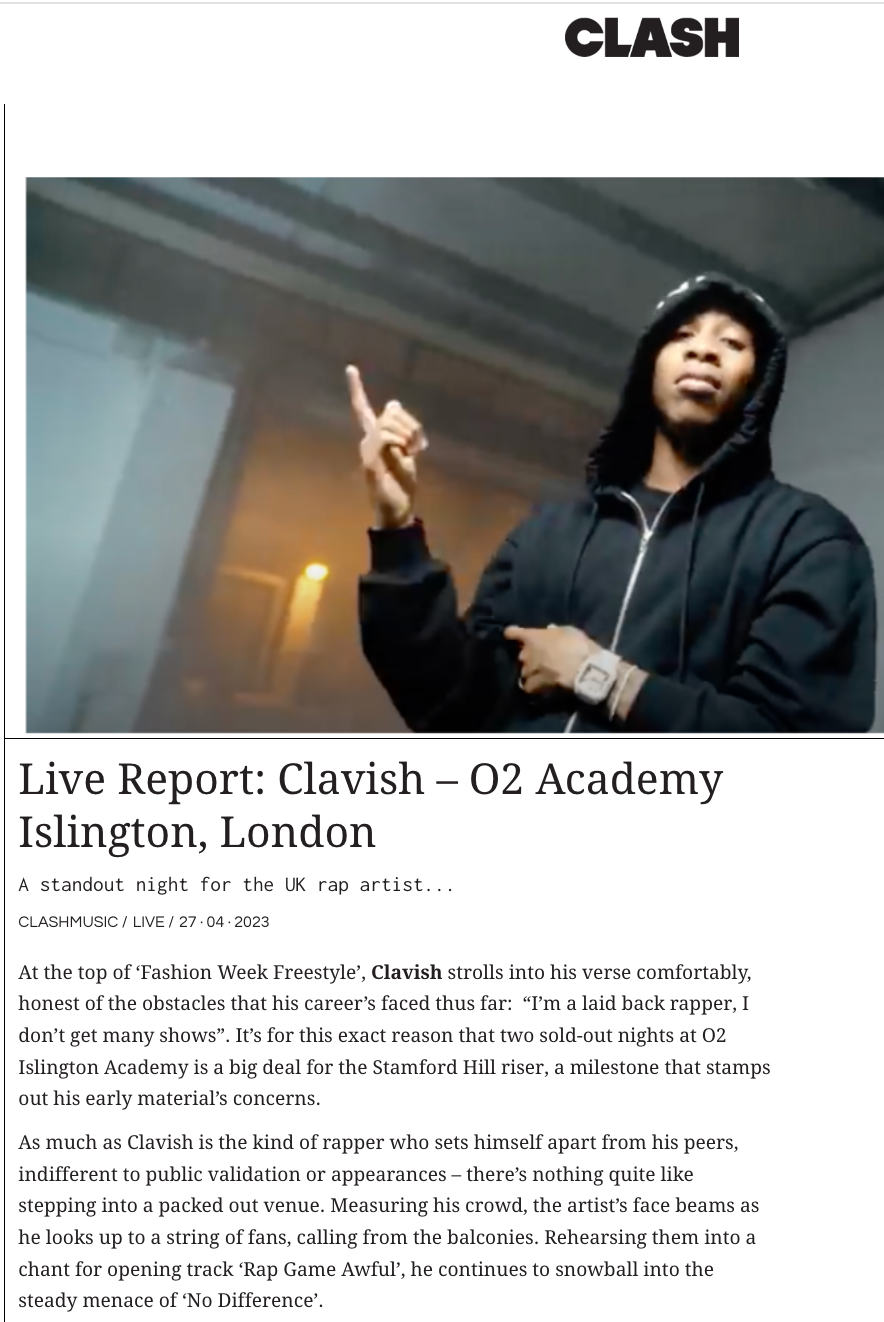 CLASH
Live Report: Clavish – O2 Academy
Islington, London
A standout night for the UK rap artist...
CLASHMUSIC / LIVE / 27 · 04 · 2023
At the top of ‘Fashion Week Freestyle’, Clavish strolls into his verse comfortably,
honest of the obstacles that his career’s faced thus far:  “I’m a laid back rapper, I
don’t get many shows”. It’s for this exact reason that two sold-out nights at O2
Islington Academy is a big deal for the Stamford Hill riser, a milestone that stamps
out his early material’s concerns.
As much as Clavish is the kind of rapper who sets himself apart from his peers,
indifferent to public validation or appearances – there’s nothing quite like
stepping into a packed out venue. Measuring his crowd, the artist’s face beams as
he looks up to a string of fans, calling from the balconies. Rehearsing them into a
chant for opening track ‘Rap Game Awful’, he continues to snowball into the
steady menace of ‘No Difference’.